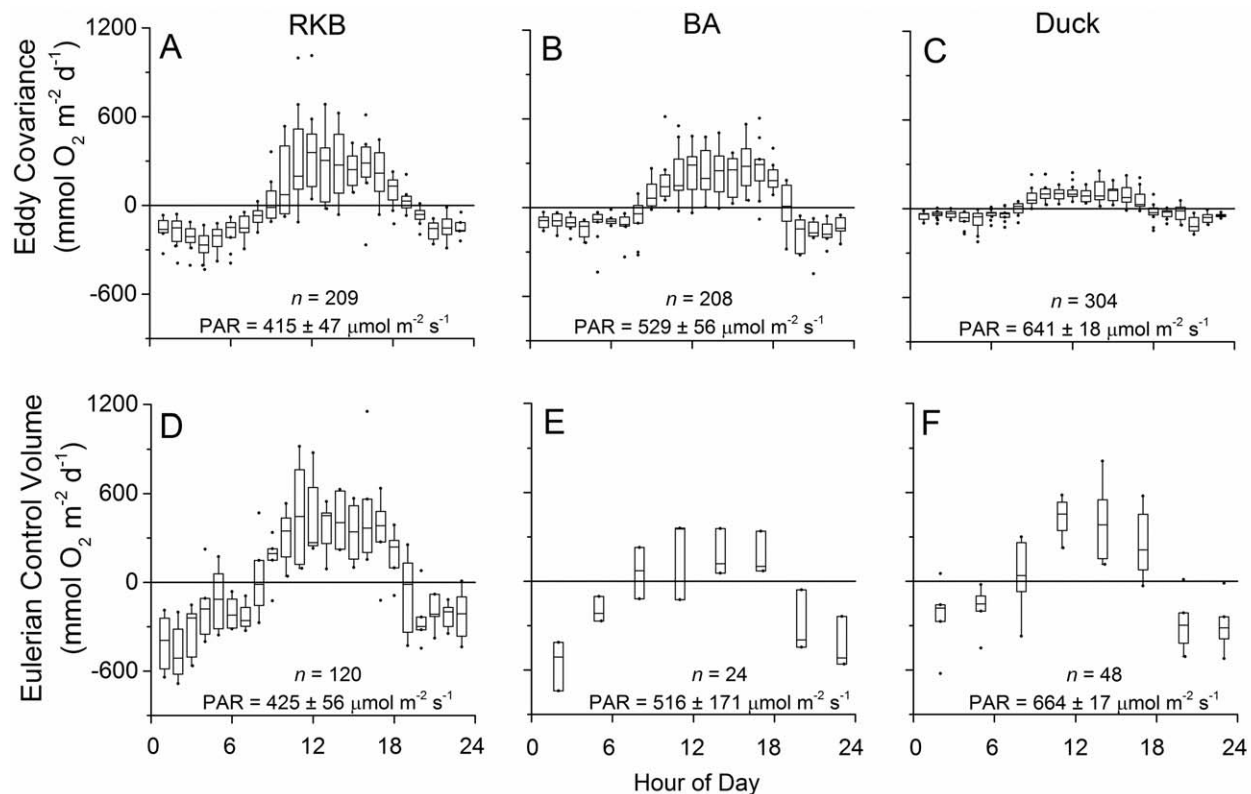 RKB
BA
Duck
Eddy Covariance
(mmol O₂ m⁻² d⁻¹)
1200
600
0
-600
A
n = 209
PAR = 415 ± 47 μmol m⁻² s⁻¹
B
n = 208
PAR = 529 ± 56 μmol m⁻² s⁻¹
C
n = 304
PAR = 641 ± 18 μmol m⁻² s⁻¹
Eulerian Control Volume
(mmol O₂ m⁻² d⁻¹)
1200
600
0
-600
D
n = 120
PAR = 425 ± 56 μmol m⁻² s⁻¹
E
n = 24
PAR = 516 ± 171 μmol m⁻² s⁻¹
F
n = 48
PAR = 664 ± 17 μmol m⁻² s⁻¹
0 6 12 18 24
0 6 12 18 24
0 6 12 18 24
Hour of Day